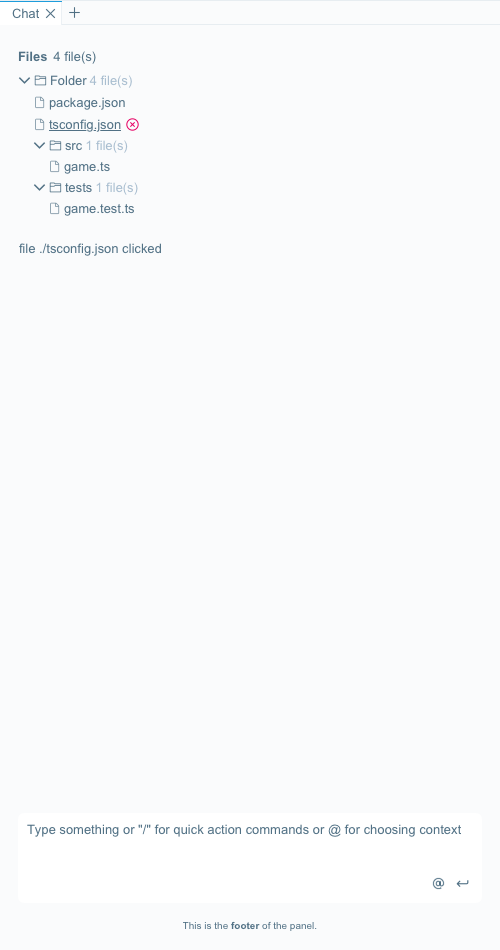 Chat
Files 4 file(s)
Folder 4 file(s)
package.json
tsconfig.json
src 1 file(s)
game.ts
tests 1 file(s)
game.test.ts
file ./tsconfig.json clicked
Type something or "/" for quick action commands or @ for choosing context
@
This is the footer of the panel.